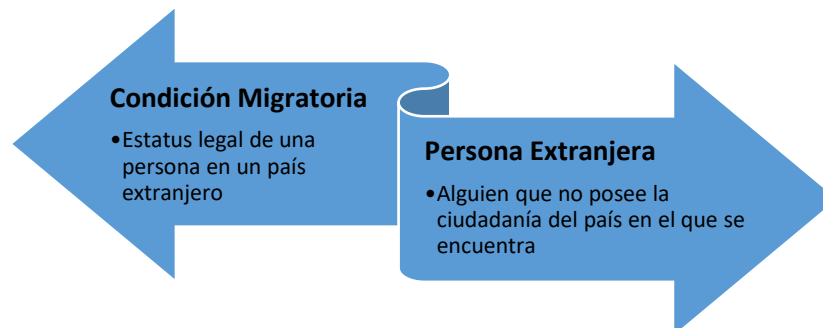 Condición Migratoria
•Estatus legal de una
persona en un país
extranjero
Persona Extranjera
•Alguien que no posee la
ciudadanía del país en el que se
encuentra